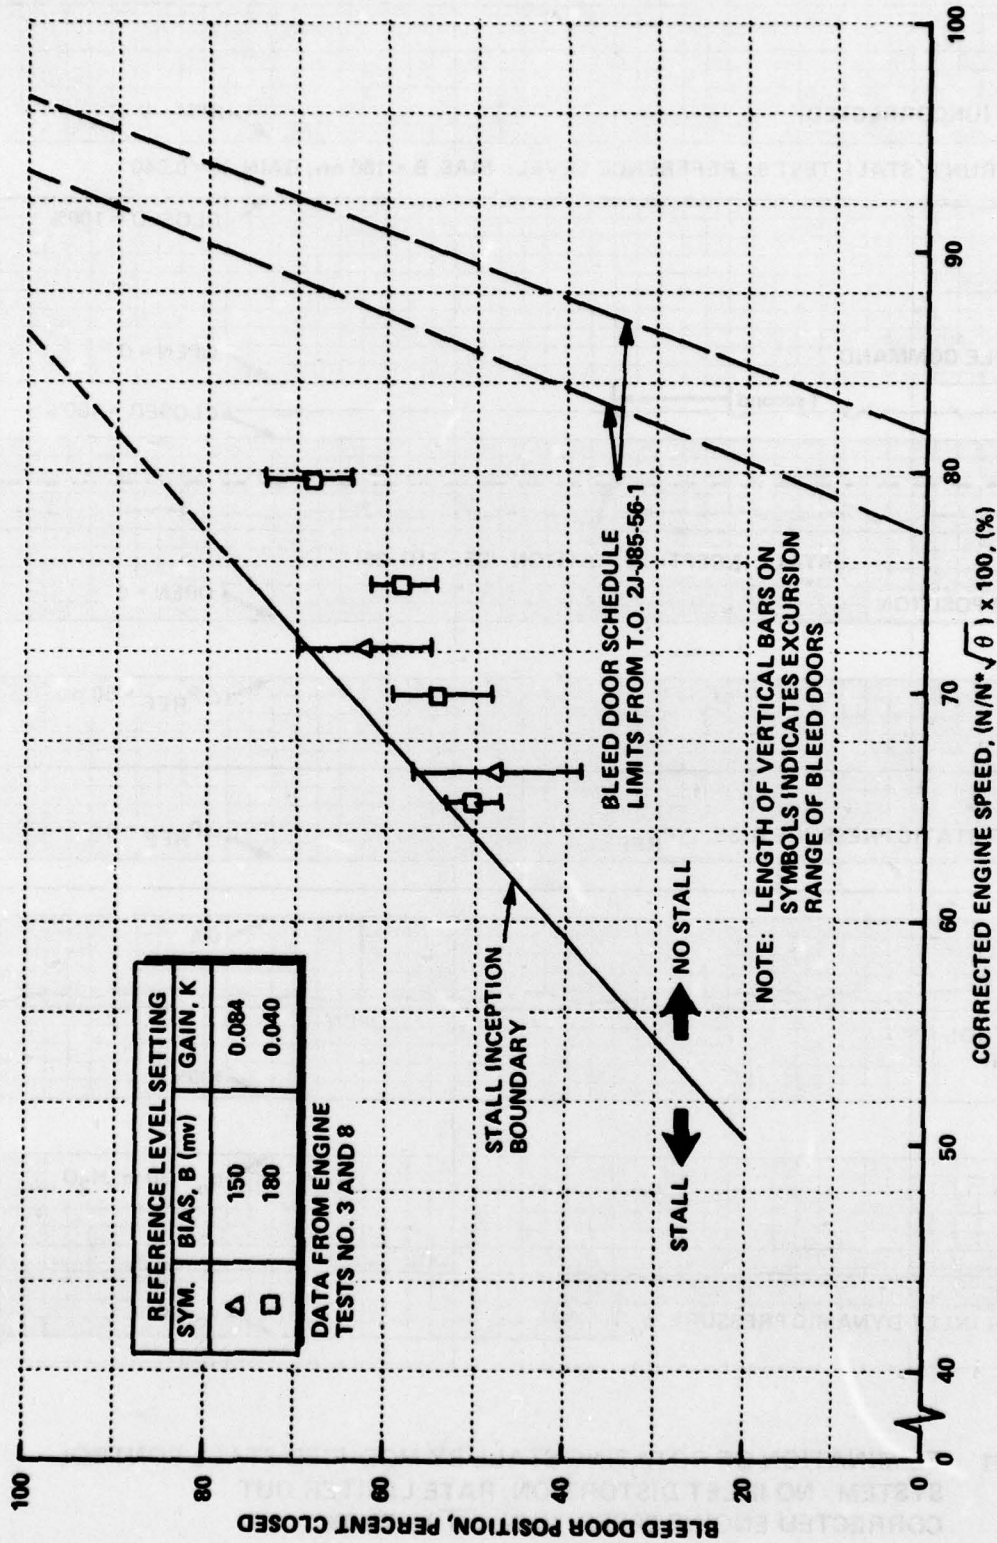 REFERENCE LEVEL SETTING
SYM. BIAS, B (mv) GAIN, K
△ 150 0.084
□ 180 0.040
DATA FROM ENGINE
TESTS NO. 3 AND 8
STALL INCEPTION
BOUNDARY
STALL NO STALL
BLEED DOOR SCHEDULE
LIMITS FROM T.O. 2J-J85-56-1
NOTE: LENGTH OF VERTICAL BARS ON
SYMBOLS INDICATES EXCURSION
RANGE OF BLEED DOORS
BLEED DOOR POSITION, PERCENT CLOSED
100
80
60
40
20
0
0 40 50 60 70 80 90 100
CORRECTED ENGINE SPEED, (N/N* √θ ) x 100, (%)